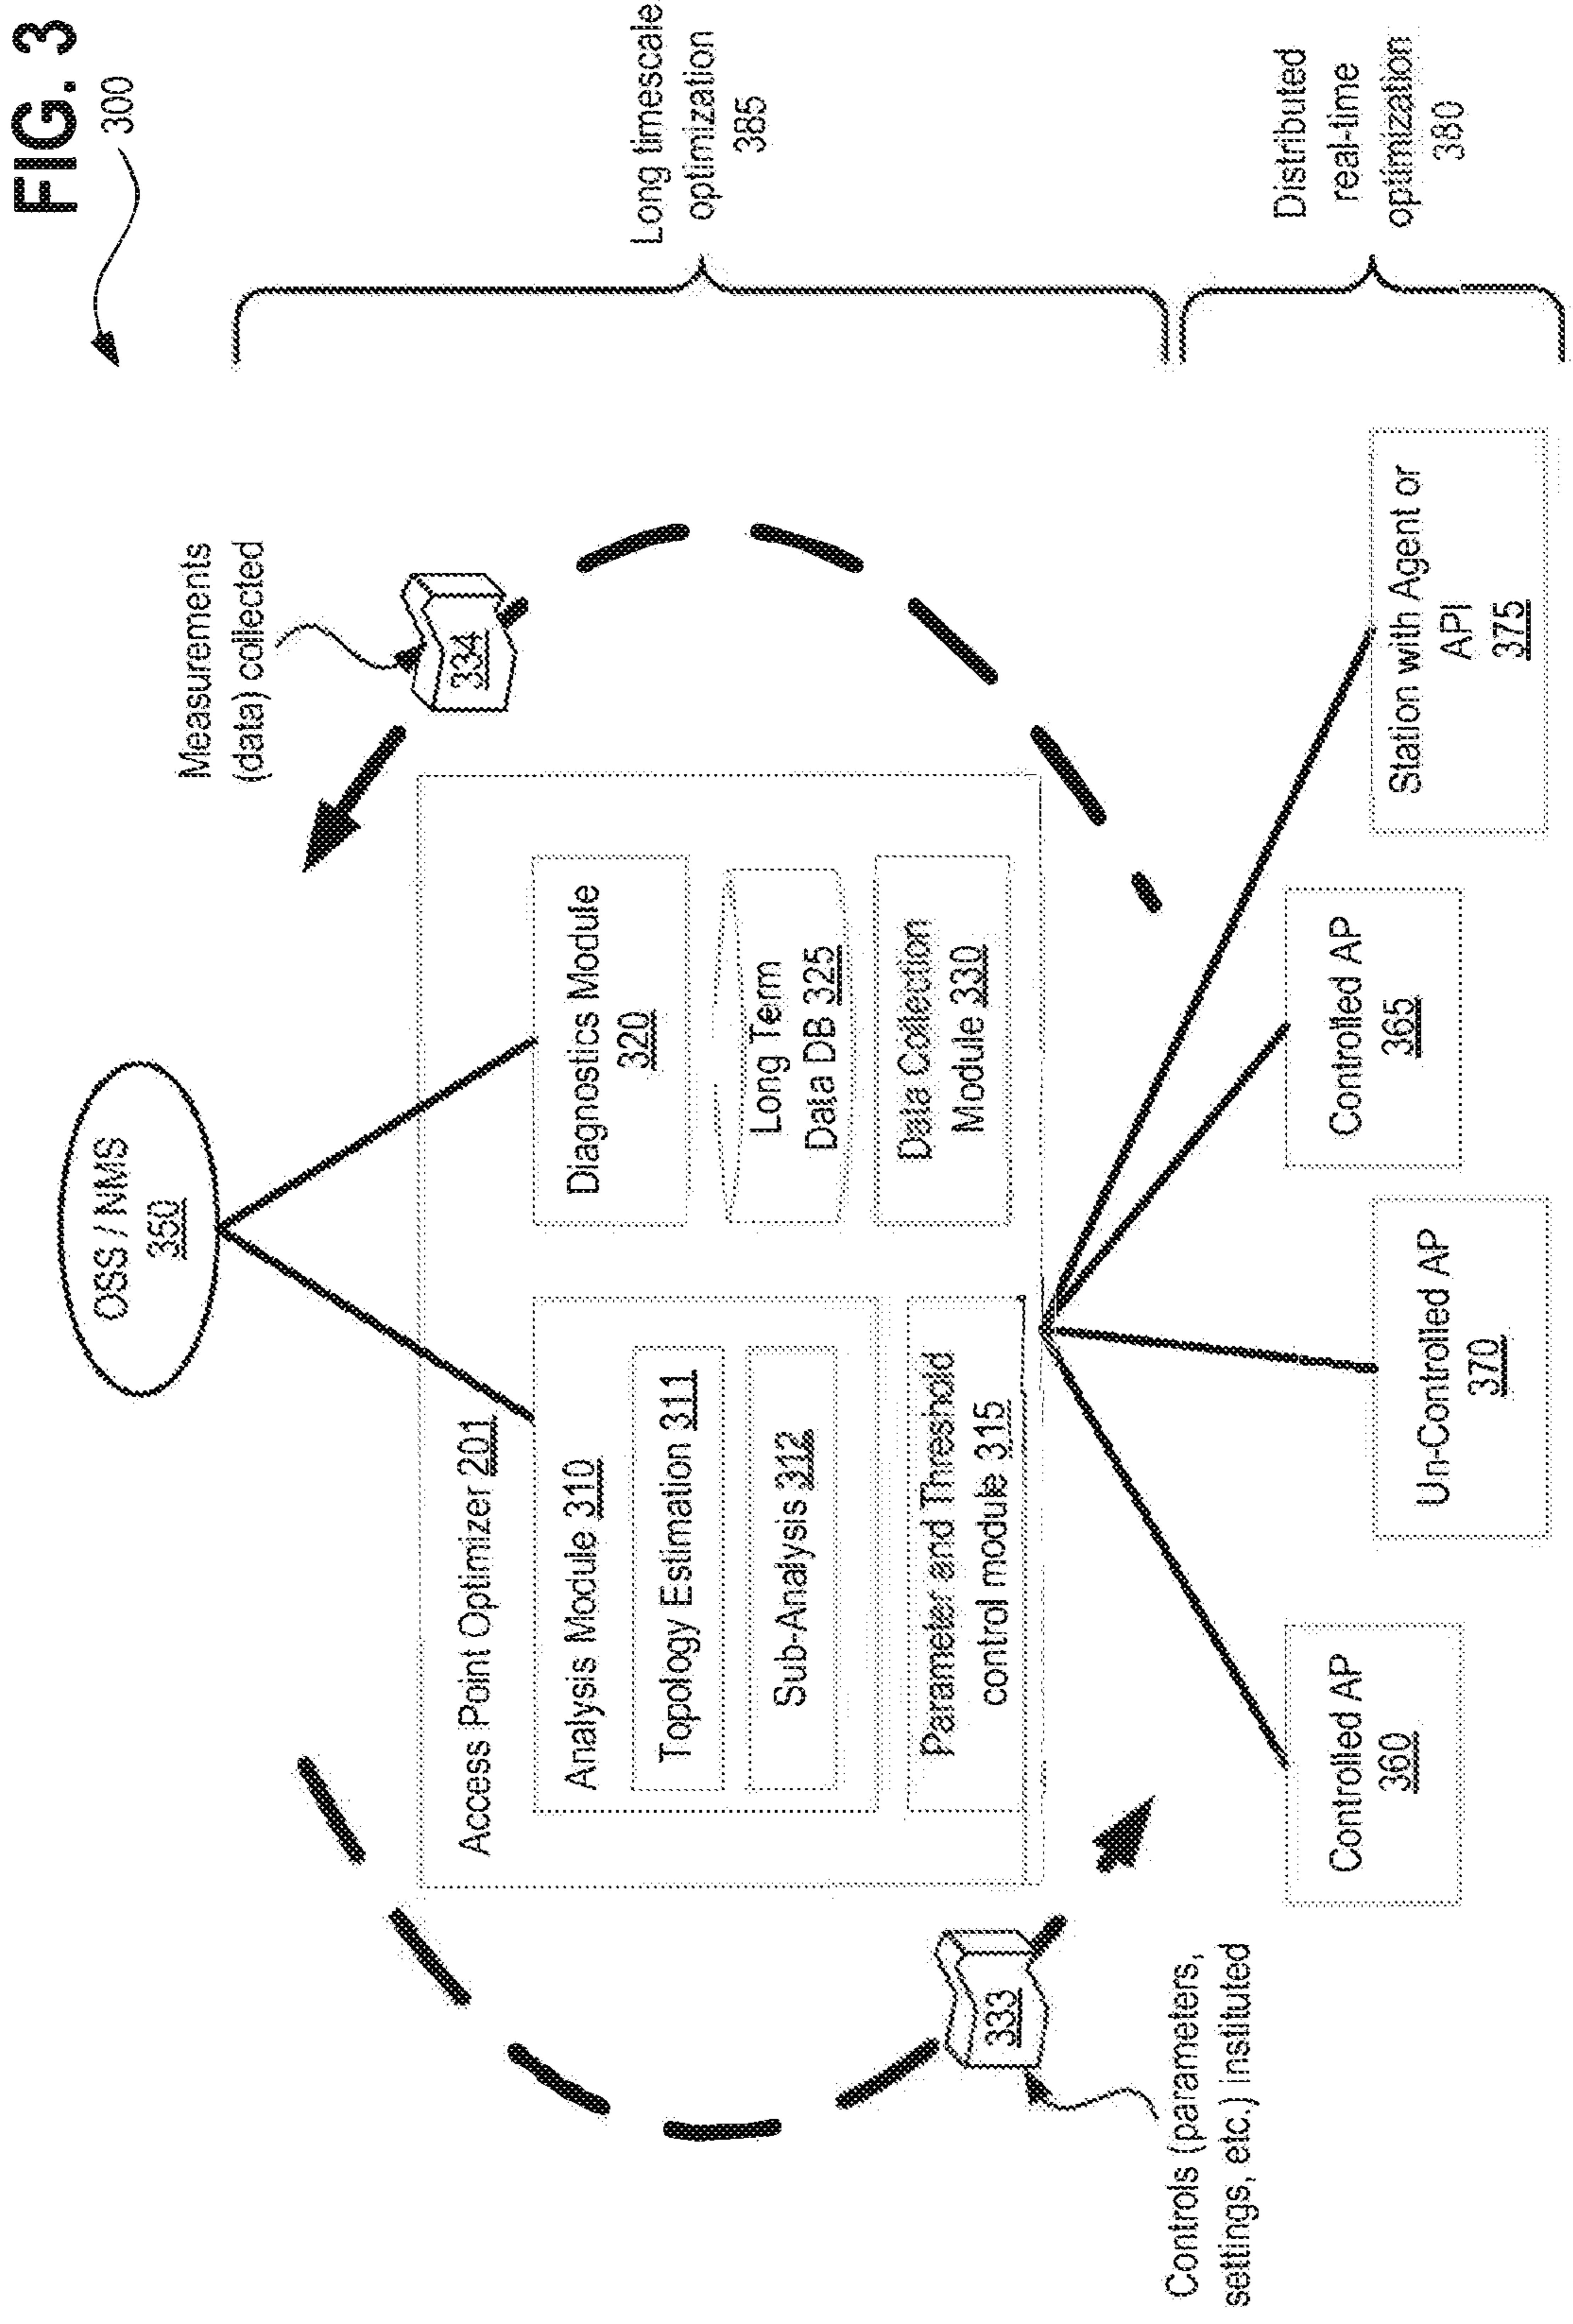 FIG. 3
300
OSS / NMS
350
Measurements
(data) collected
334
Access Point Optimizer 201
Analysis Module 310
Topology Estimation 311
Sub-Analysis 312
Parameter and Threshold
control module 315
Diagnostics Module
320
Long Term
Data DB 325
Data Collection
Module 330
333
Controls (parameters,
settings, etc.) instituted
Controlled AP
360
Un-Controlled AP
370
Controlled AP
365
Station with Agent or
API
375
Long timescale
optimization
385
Distributed
real-time
optimization
380